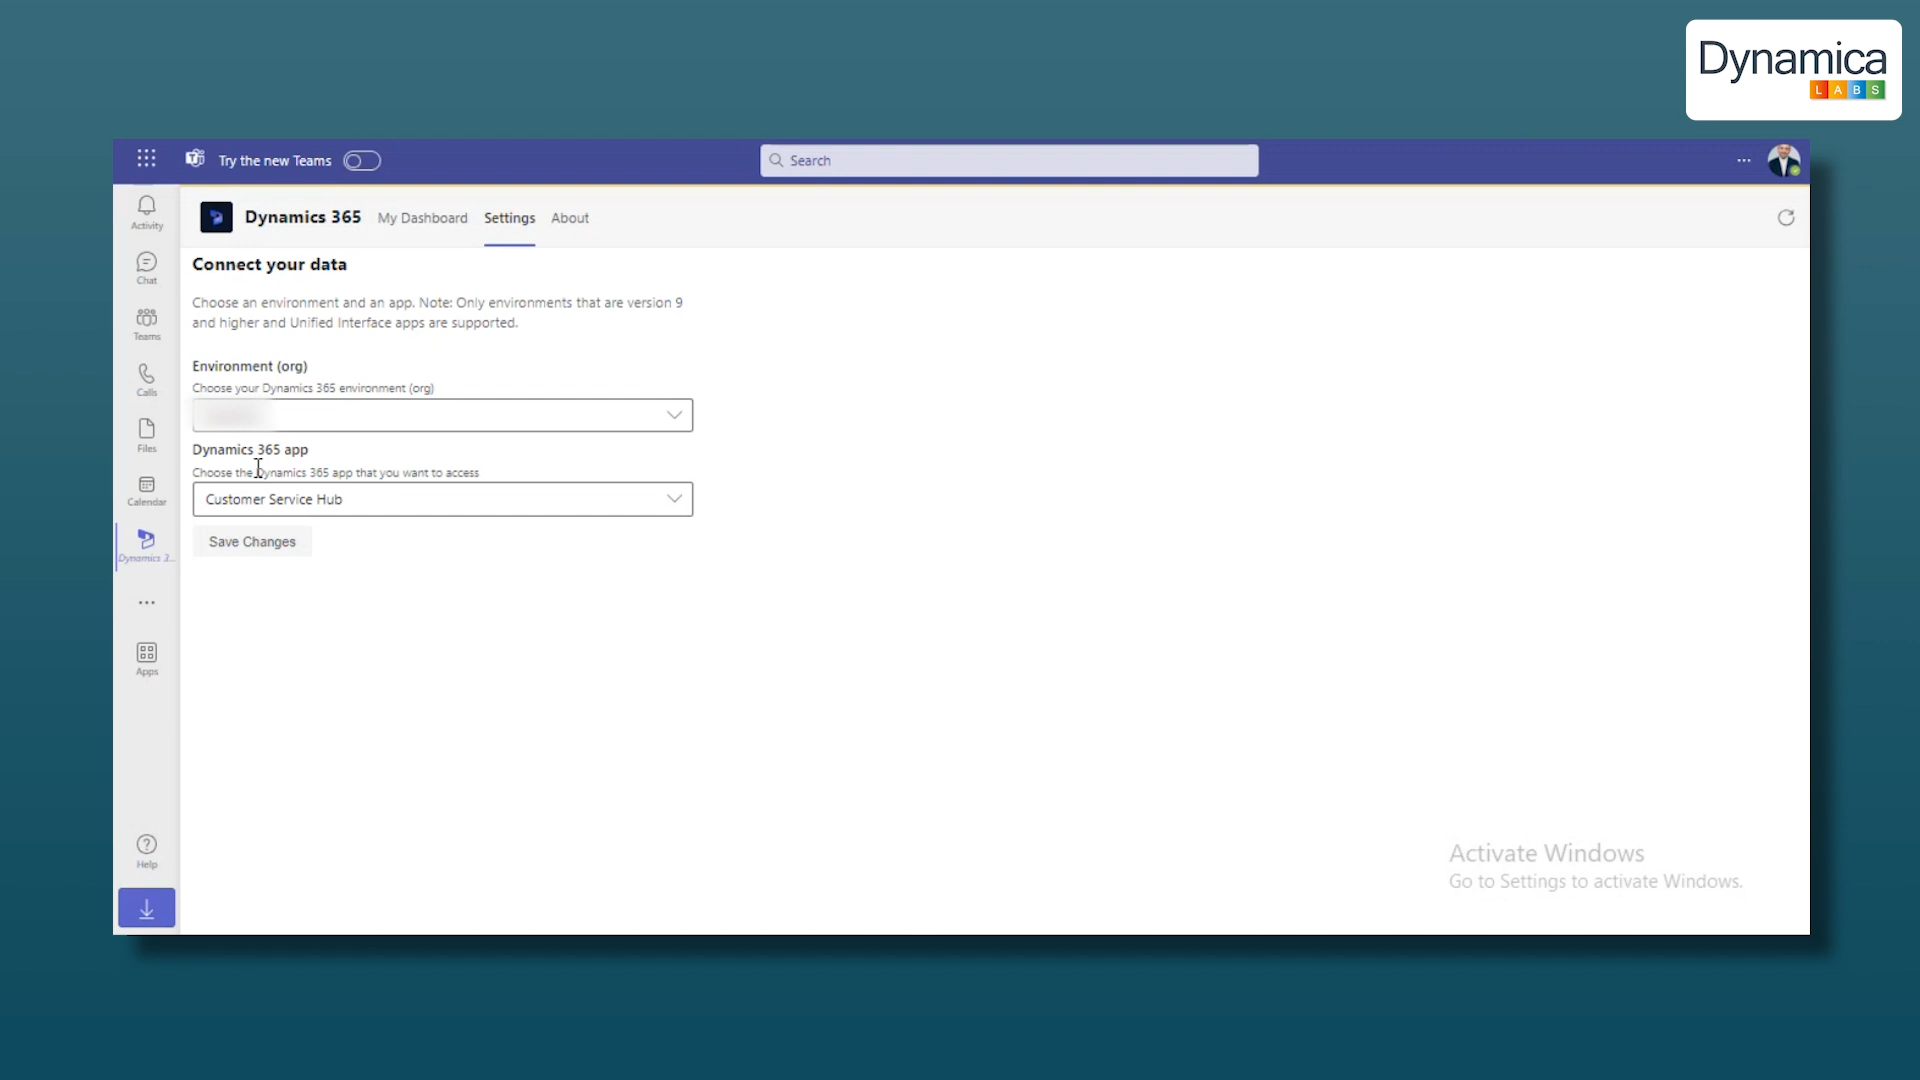 Dynamica
LABS
Try the new Teams
Search
Activity
Chat
Teams
Calls
Files
Calendar
Dynamics 3...
Apps
Help
Dynamics 365 My Dashboard Settings About
Connect your data
Choose an environment and an app. Note: Only environments that are version 9
and higher and Unified Interface apps are supported.
Environment (org)
Choose your Dynamics 365 environment (org)
Dynamics 365 app
Choose the Dynamics 365 app that you want to access
Customer Service Hub
Save Changes
Activate Windows
Go to Settings to activate Windows.